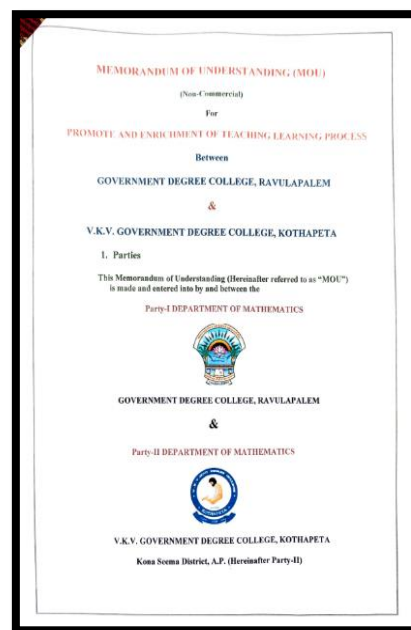 MEMORANDUM OF UNDERSTANDING (MOU)
(Non-Commercial)
For
PROMOTE AND ENRICHMENT OF TEACHING LEARNING PROCESS
Between
GOVERNMENT DEGREE COLLEGE, RAVULAPALEM
&
V.K.V. GOVERNMENT DEGREE COLLEGE, KOTHAPETA
1. Parties
This Memorandum of Understanding (Hereinafter referred to as “MOU”)
is made and entered into by and between the
Party-I DEPARTMENT OF MATHEMATICS
GOVERNMENT DEGREE COLLEGE, RAVULAPALEM
&
Party-II DEPARTMENT OF MATHEMATICS
V.K.V. GOVERNMENT DEGREE COLLEGE, KOTHAPETA
Kona Seema District, A.P. (Hereinafter Party-II)